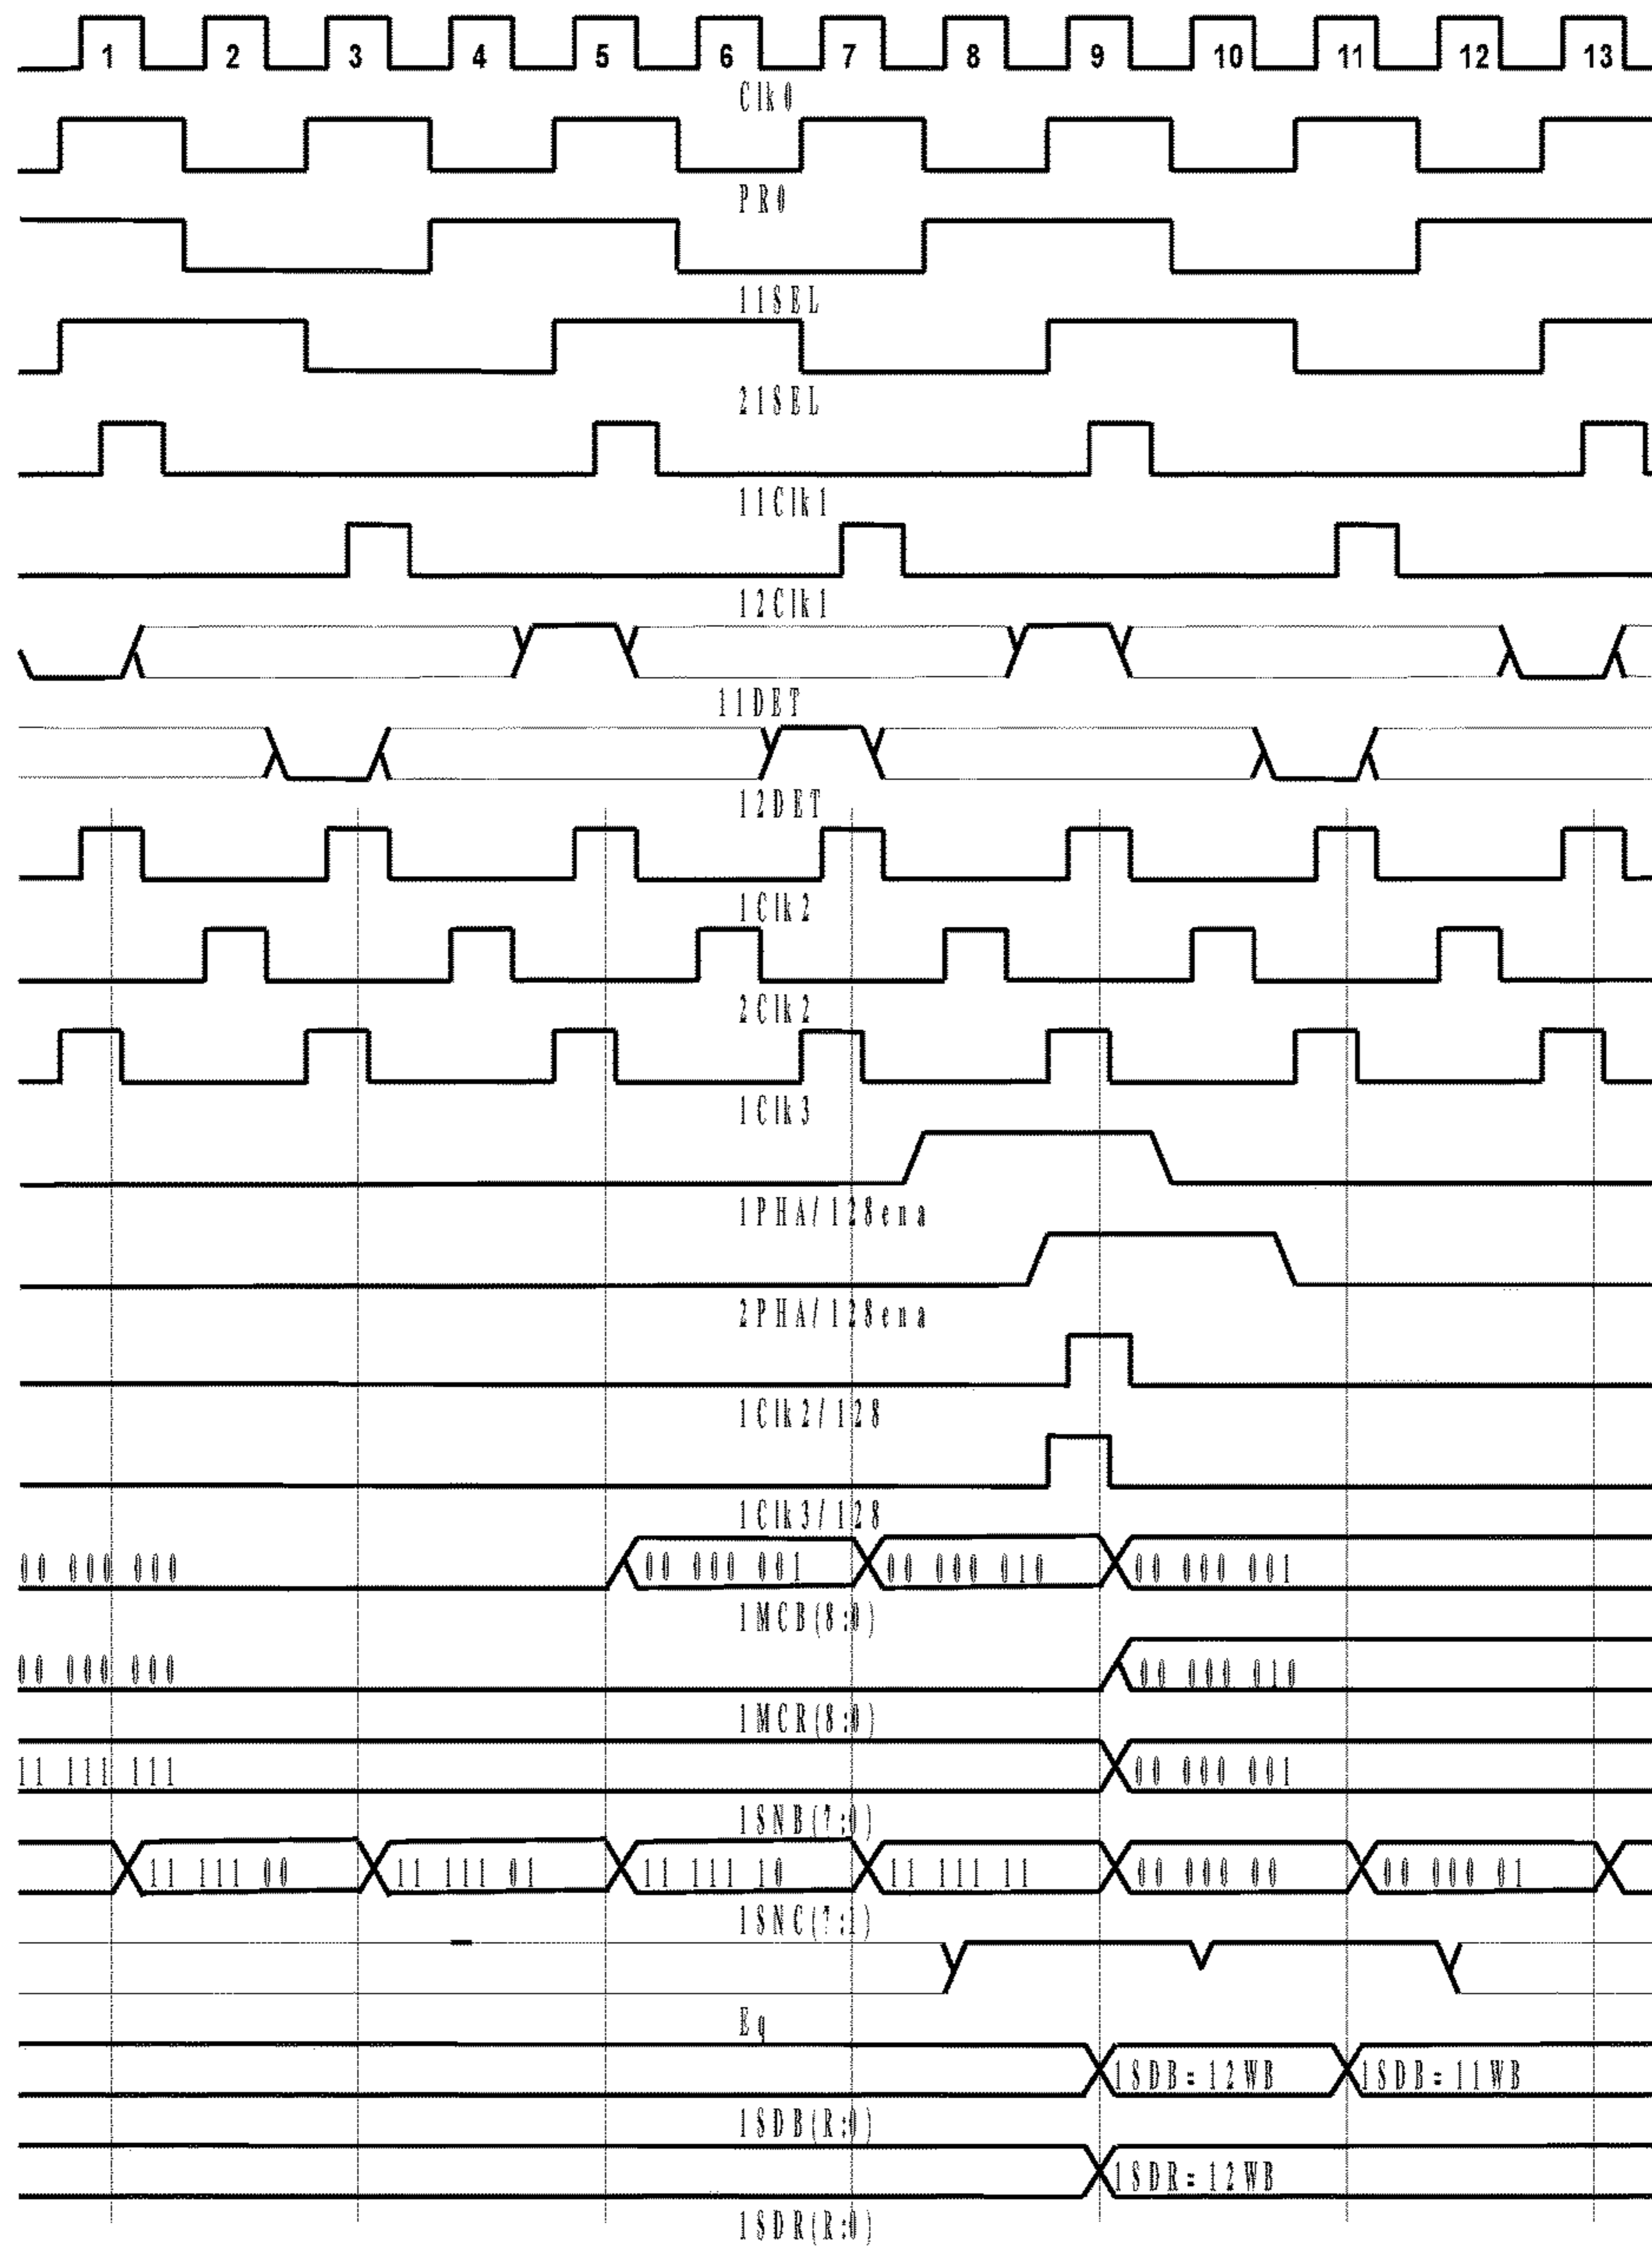 1 2 3 4 5 6 7 8 9 10 11 12 13
Clk0
PR0
11SEL
21SEL
11Clk1
12Clk1
11DET
12DET
1Clk2
2Clk2
1Clk3
1PHA/128ena
2PHA/128ena
1Clk2/128
1Clk3/128
00 000 000 00 000 001 00 000 010 00 000 001
1MCB(8:0)
00 000 000 00 000 010
1MCR(8:0)
11 111 111 00 000 001
1SNB(7:0)
11 111 00 11 111 01 11 111 10 11 111 11 00 000 00 00 000 01
1SNC(7:1)
Eq
1SDB=12WB 1SDB=11WB
1SDB(R:0)
1SDR=12WB
1SDR(R:0)